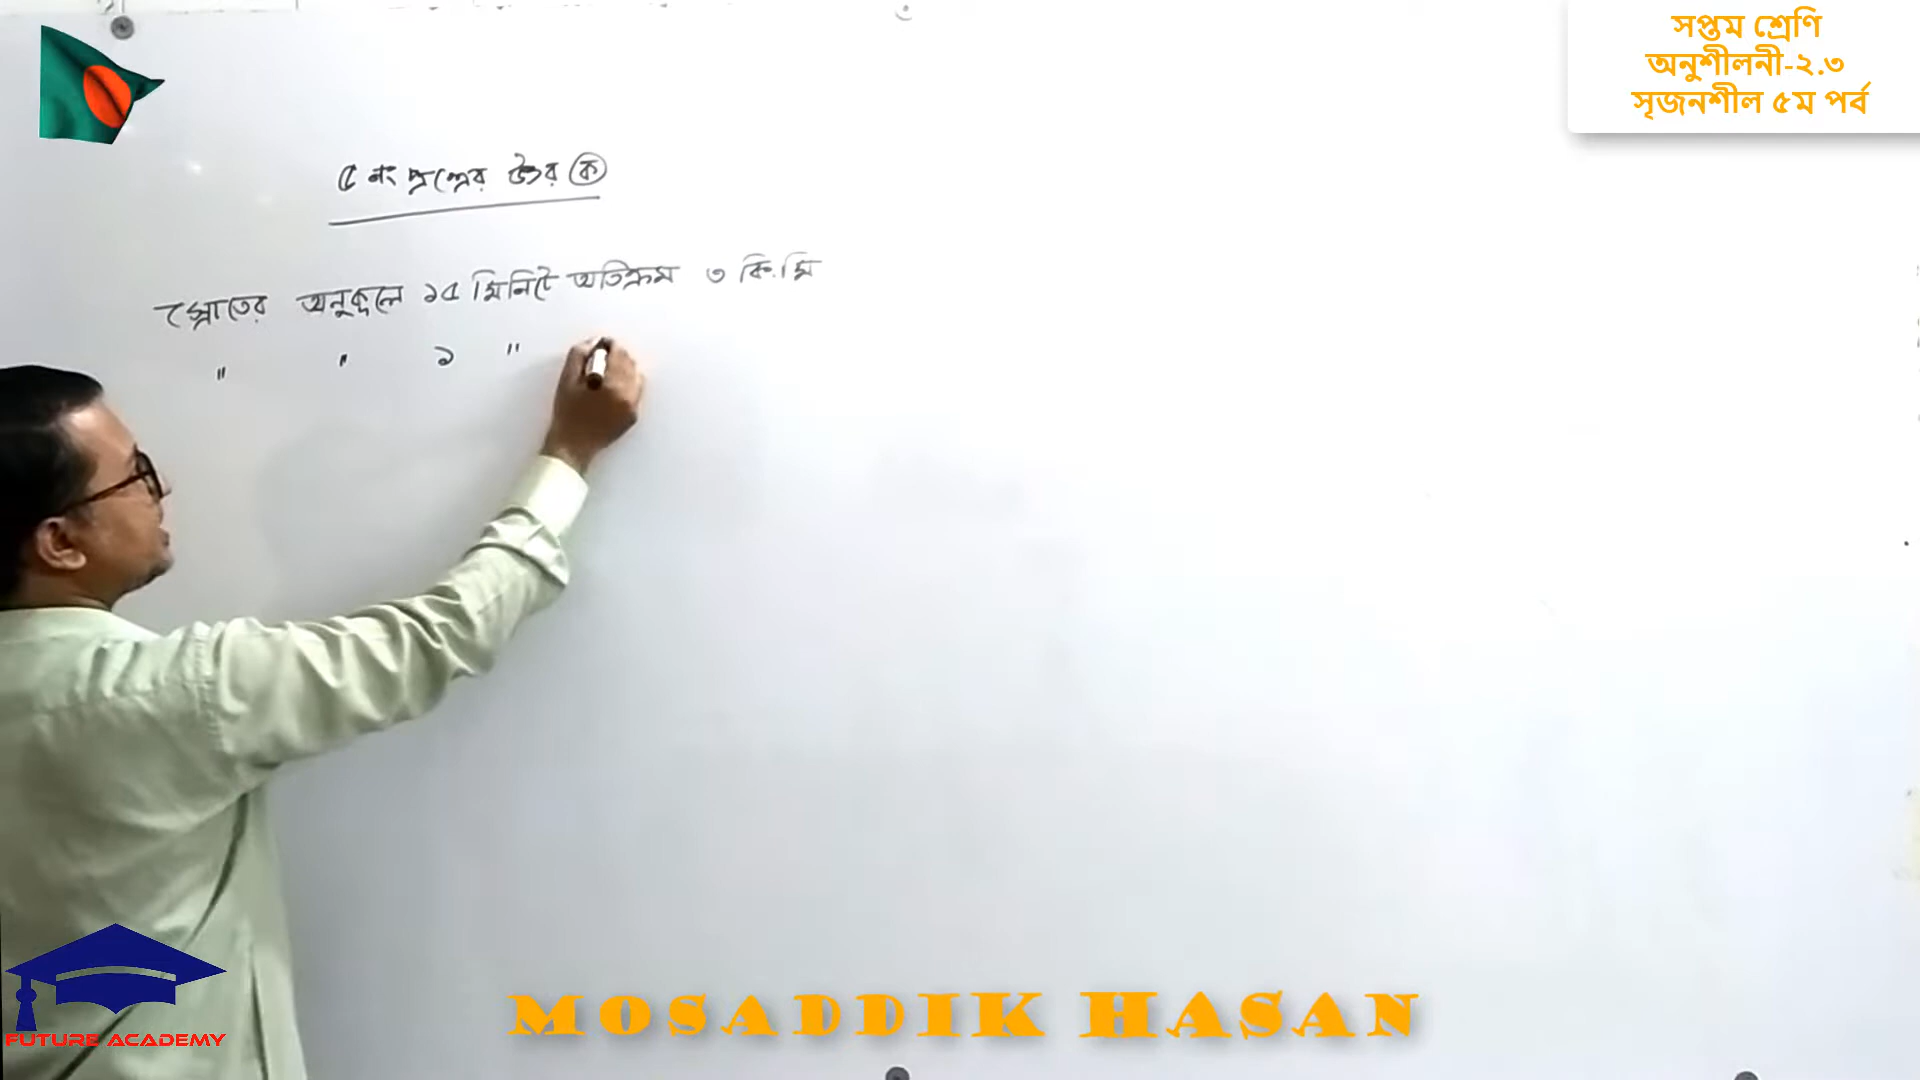 সপ্তম শ্রেণি
অনুশীলনী-২.৩
সৃজনশীল ৫ম পর্ব
৫ নং প্রশ্নের উত্তর ক
স্রোতের অনুকূলে ১৫ মিনিটে অতিক্রম ৩ কি.মি
" " ১ "
FUTURE ACADEMY
MOSADDIK HASAN